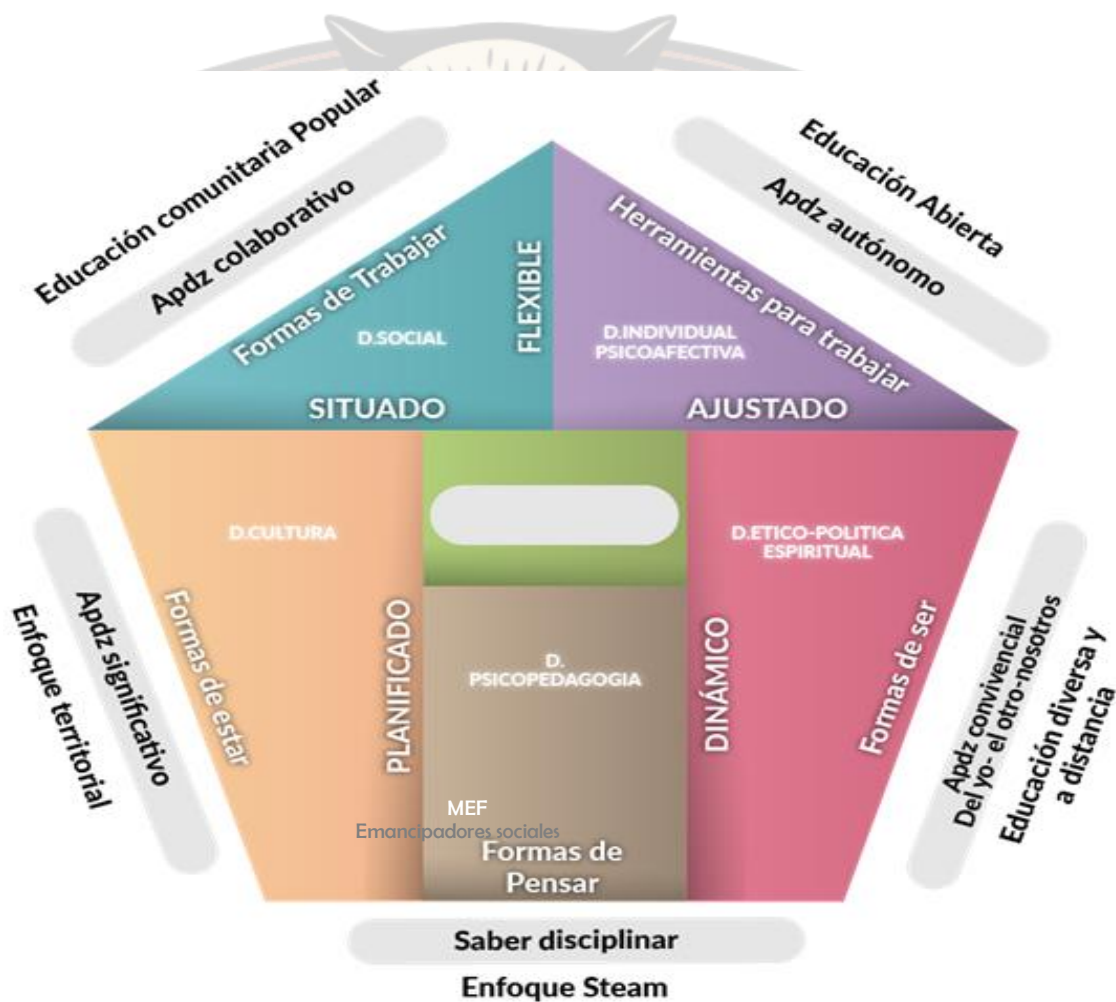 Educación comunitaria Popular
Apdz colaborativo
Formas de Trabajar
D.SOCIAL
FLEXIBLE
SITUADO
Educación Abierta
Apdz autónomo
Herramientas para trabajar
D.INDIVIDUAL
PSICOAFECTIVA
AJUSTADO
Enfoque territorial
Apdz significativo
Formas de estar
D.CULTURA
PLANIFICADO
D.
PSICOPEDAGOGIA
MEF
Emancipadores sociales
Formas de
Pensar
D.ETICO-POLITICA
ESPIRITUAL
DINÁMICO
Formas de ser
Apdz convivencial
Del yo- el otro-nosotros
Educación diversa y
a distancia
Saber disciplinar
Enfoque Steam